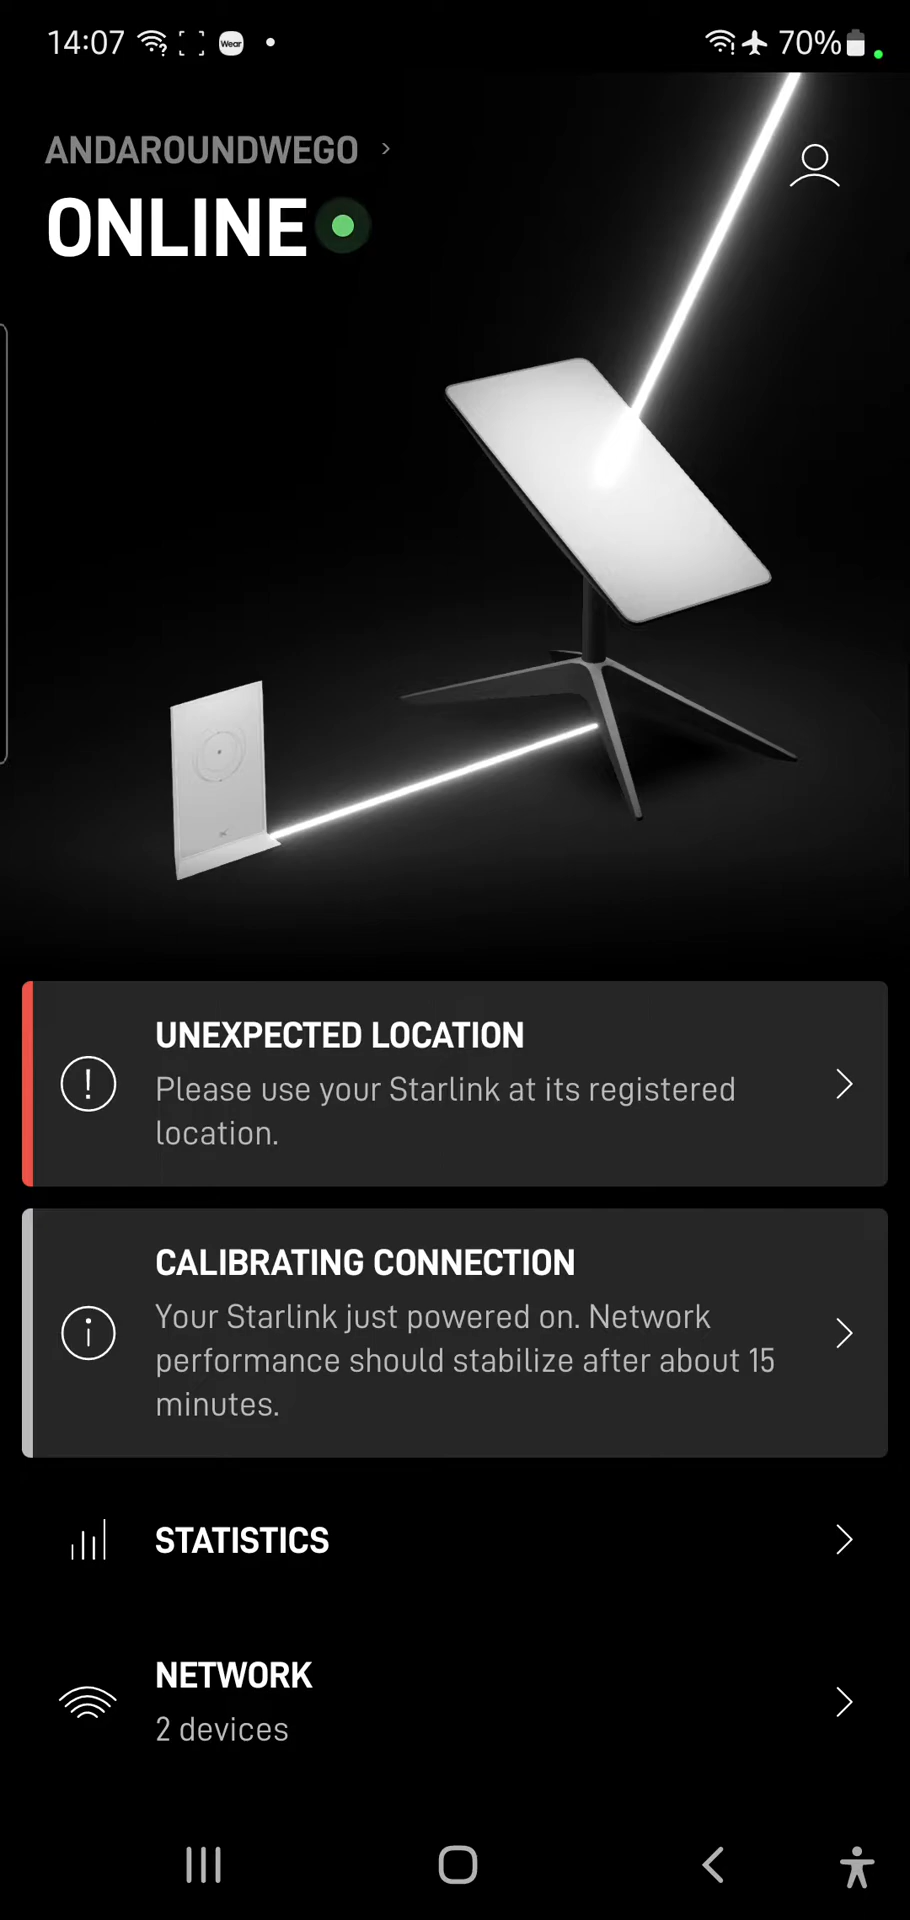 14:07 Wear 70%
ANDAROUNDWEGO
ONLINE
UNEXPECTED LOCATION
Please use your Starlink at its registered
location.
CALIBRATING CONNECTION
Your Starlink just powered on. Network
performance should stabilize after about 15
minutes.
STATISTICS
NETWORK
2 devices